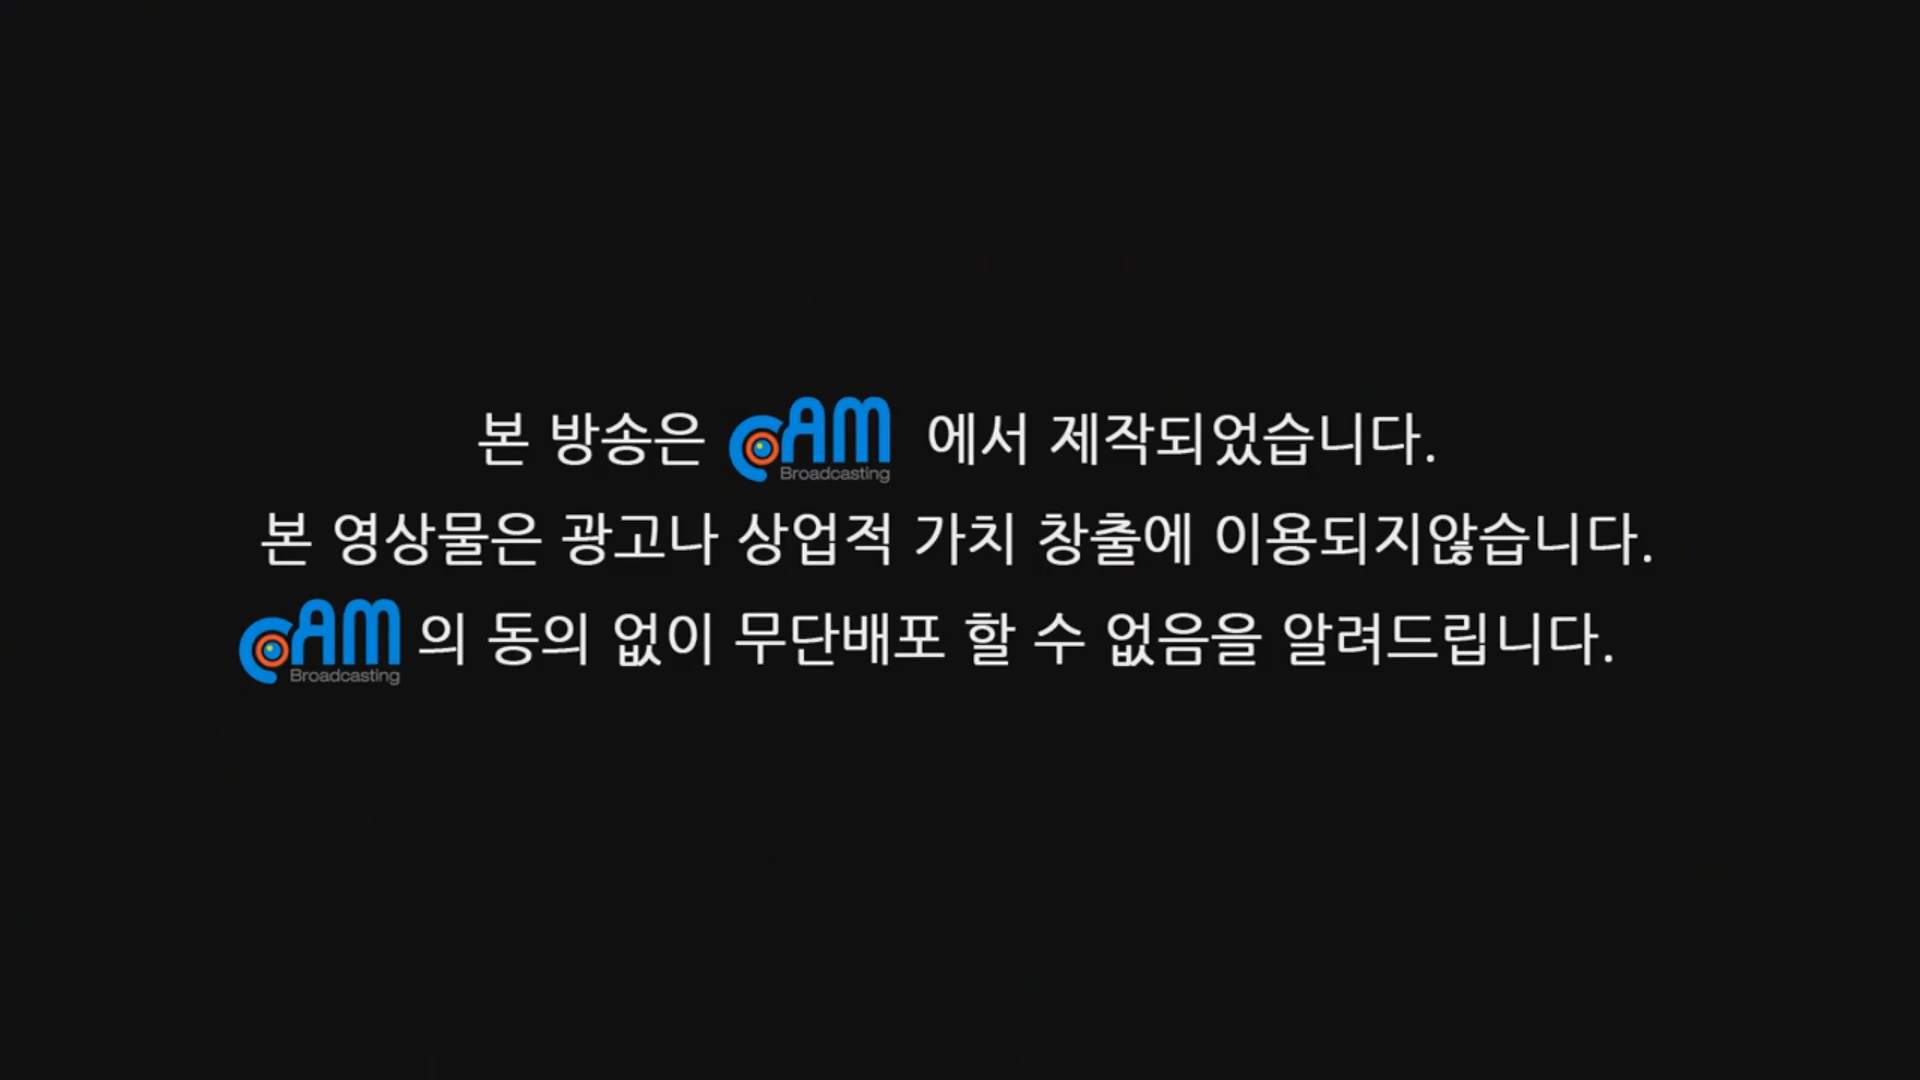 본 방송은 CAM Broadcasting 에서 제작되었습니다.
본 영상물은 광고나 상업적 가치 창출에 이용되지않습니다.
CAM Broadcasting 의 동의 없이 무단배포 할 수 없음을 알려드립니다.